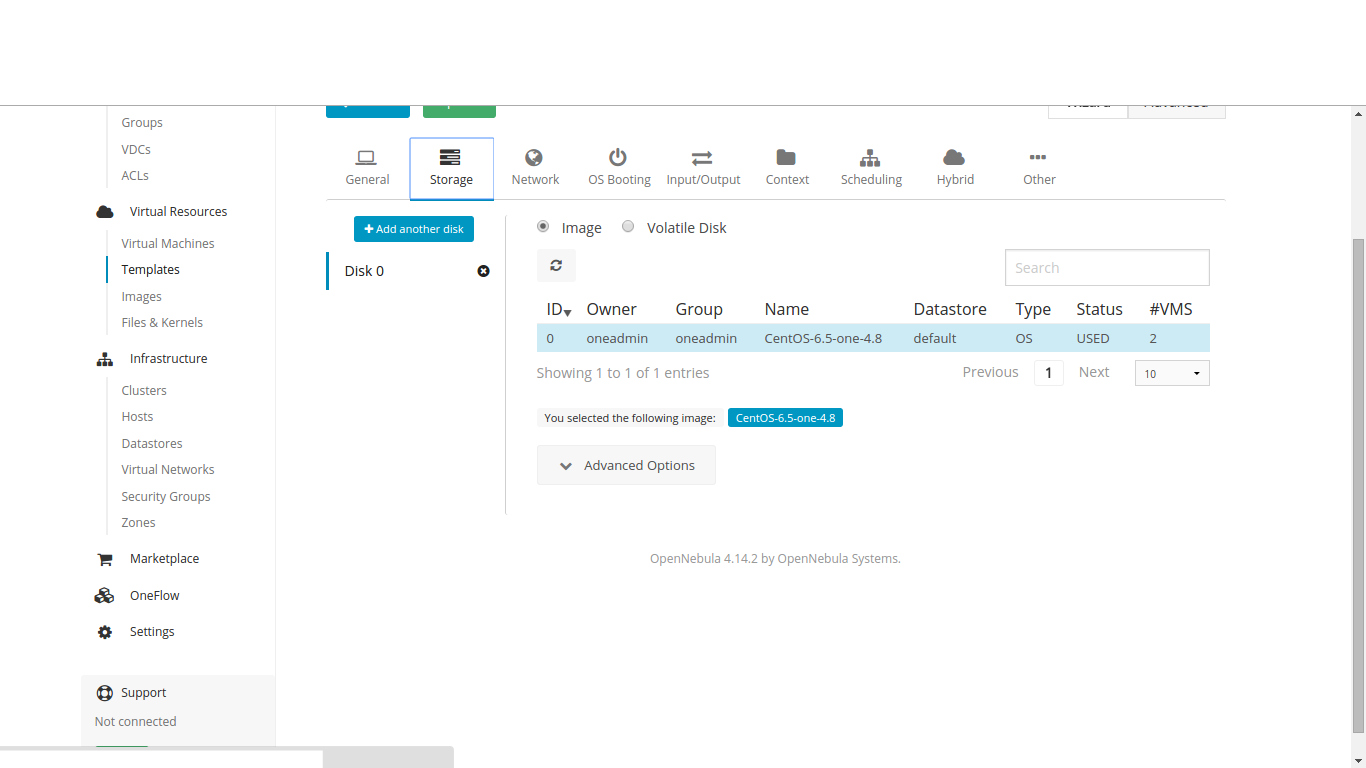 Groups
VDCs
ACLs
Virtual Resources
Virtual Machines
Templates
Images
Files & Kernels
Infrastructure
Clusters
Hosts
Datastores
Virtual Networks
Security Groups
Zones
Marketplace
OneFlow
Settings
Support
Not connected
Wizard Advanced
General Storage Network OS Booting Input/Output Context Scheduling Hybrid Other
Add another disk
Disk 0
Image Volatile Disk
Search
ID Owner Group Name Datastore Type Status #VMS
0 oneadmin oneadmin CentOS-6.5-one-4.8 default OS USED 2
Showing 1 to 1 of 1 entries Previous 1 Next 10
You selected the following image: CentOS-6.5-one-4.8
Advanced Options
OpenNebula 4.14.2 by OpenNebula Systems.